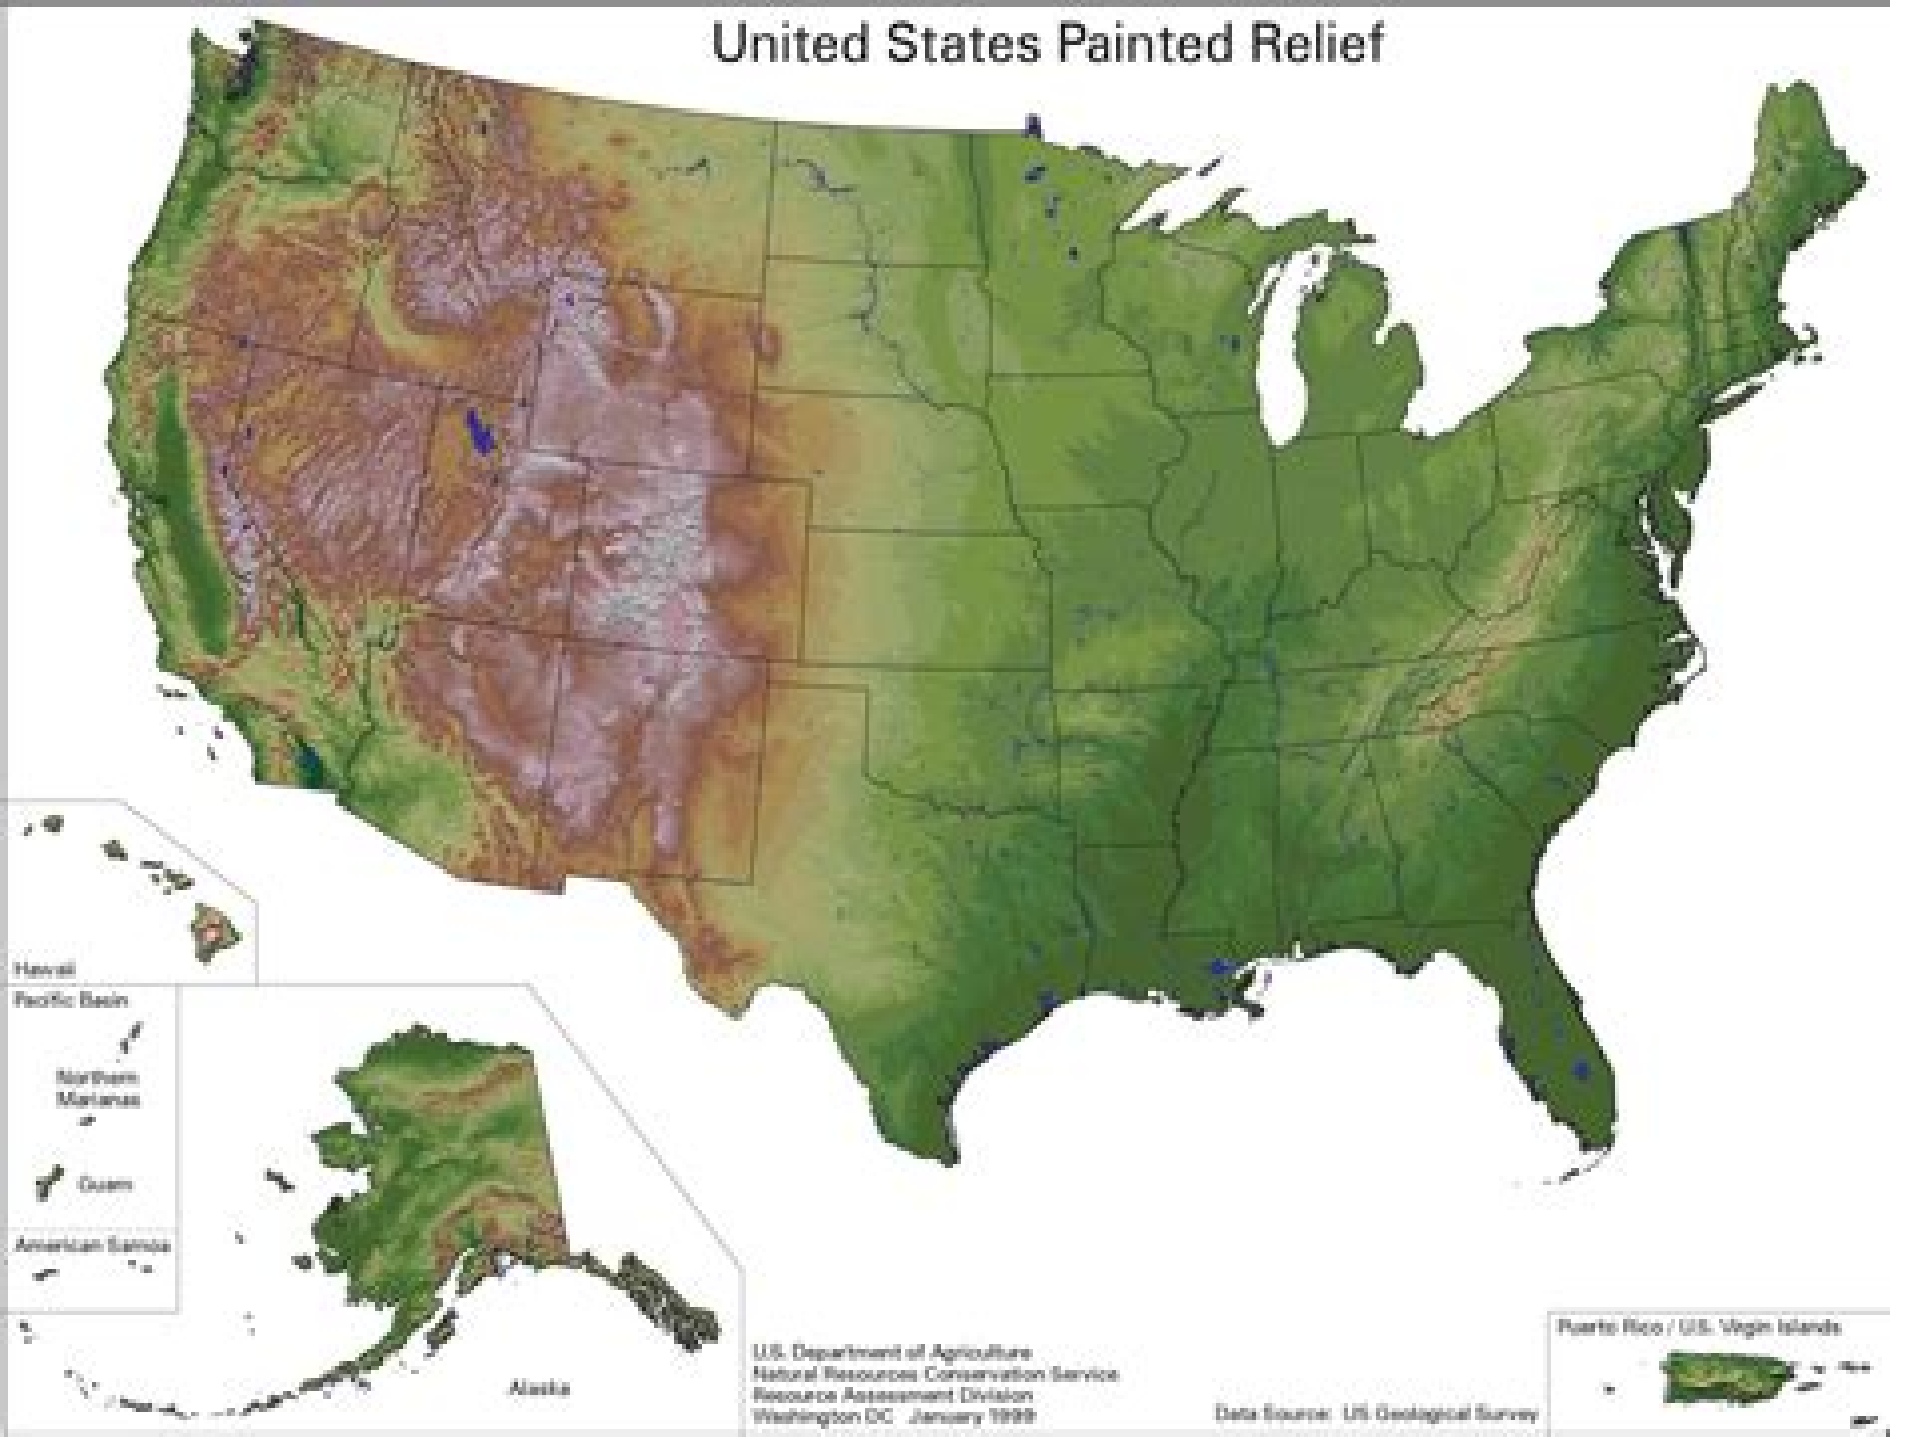 United States Painted Relief
Hawaii
Pacific Basin
Northern
Marianas
Guam
American Samoa
Alaska
U.S. Department of Agriculture
Natural Resources Conservation Service
Resource Assessment Division
Washington DC January 1999
Data Source: US Geological Survey
Puerto Rico / U.S. Virgin Islands